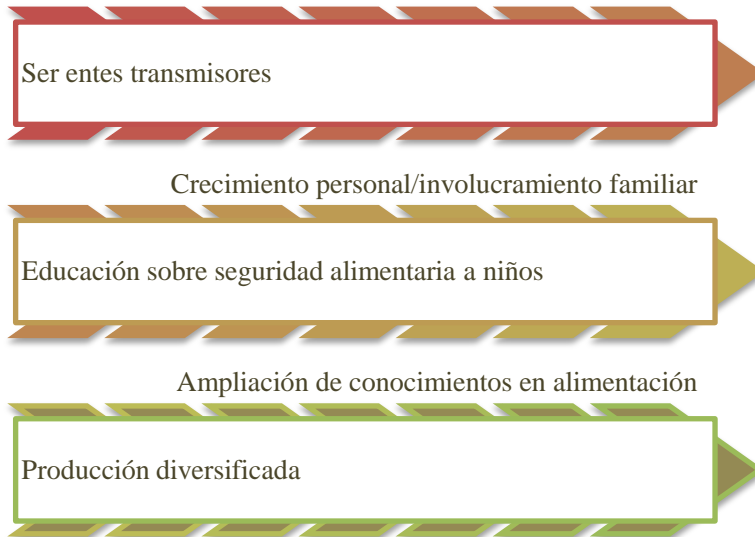 Ser entes transmisores
Crecimiento personal/involucramiento familiar
Educación sobre seguridad alimentaria a niños
Ampliación de conocimientos en alimentación
Producción diversificada